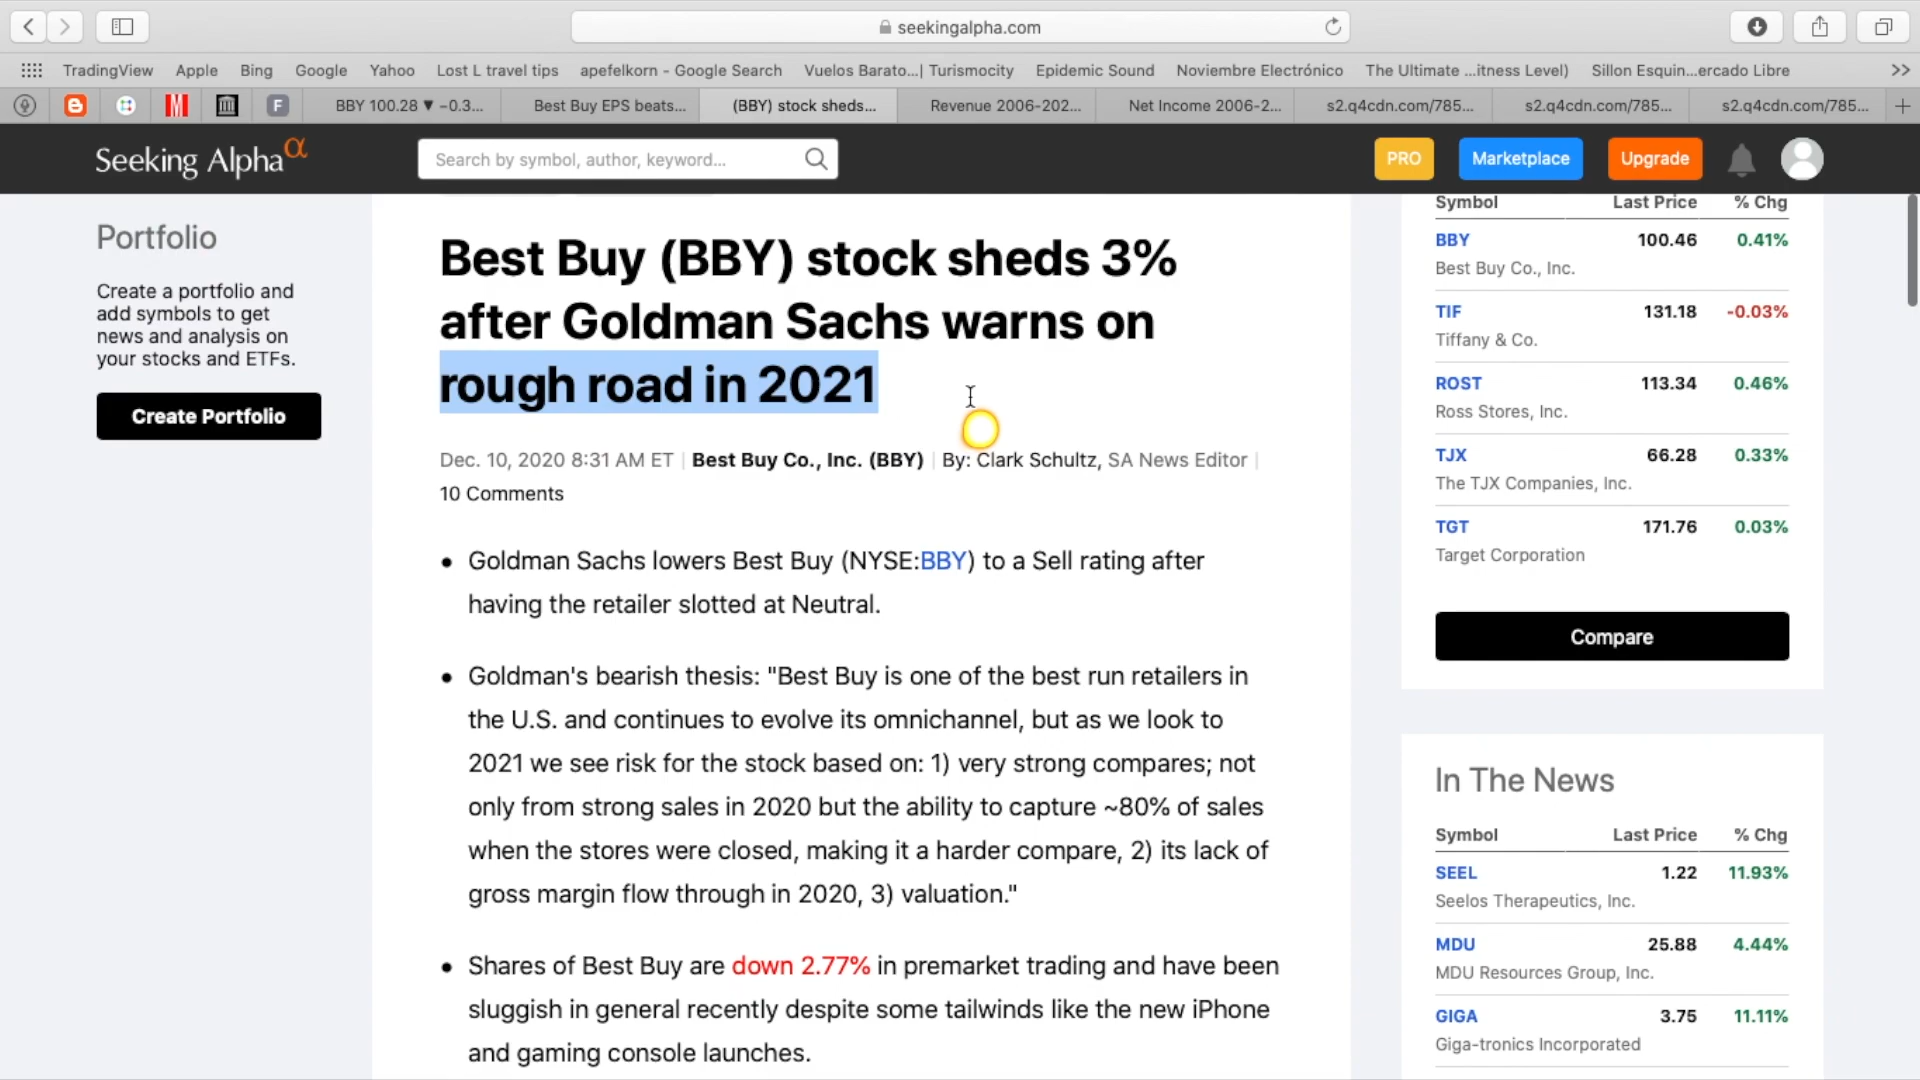 seekingalpha.com
TradingView Apple Bing Google Yahoo Lost L travel tips apefelkorn - Google Search Vuelos Barato...| Turismocity Epidemic Sound Noviembre Electrónico The Ultimate ...itness Level) Sillon Esquin...ercado Libre >>
F BBY 100.28 ▼ −0.3... Best Buy EPS beats... (BBY) stock sheds... Revenue 2006-202... Net Income 2006-2... s2.q4cdn.com/785... s2.q4cdn.com/785... s2.q4cdn.com/785... +
Seeking Alpha α
Search by symbol, author, keyword...
PRO Marketplace Upgrade
Portfolio
Create a portfolio and
add symbols to get
news and analysis on
your stocks and ETFs.
Create Portfolio
Best Buy (BBY) stock sheds 3%
after Goldman Sachs warns on
rough road in 2021
Dec. 10, 2020 8:31 AM ET | Best Buy Co., Inc. (BBY) | By: Clark Schultz, SA News Editor |
10 Comments
• Goldman Sachs lowers Best Buy (NYSE:BBY) to a Sell rating after
having the retailer slotted at Neutral.
• Goldman's bearish thesis: "Best Buy is one of the best run retailers in
the U.S. and continues to evolve its omnichannel, but as we look to
2021 we see risk for the stock based on: 1) very strong compares; not
only from strong sales in 2020 but the ability to capture ~80% of sales
when the stores were closed, making it a harder compare, 2) its lack of
gross margin flow through in 2020, 3) valuation."
• Shares of Best Buy are down 2.77% in premarket trading and have been
sluggish in general recently despite some tailwinds like the new iPhone
and gaming console launches.
Symbol Last Price % Chg
BBY 100.46 0.41%
Best Buy Co., Inc.
TIF 131.18 -0.03%
Tiffany & Co.
ROST 113.34 0.46%
Ross Stores, Inc.
TJX 66.28 0.33%
The TJX Companies, Inc.
TGT 171.76 0.03%
Target Corporation
Compare
In The News
Symbol Last Price % Chg
SEEL 1.22 11.93%
Seelos Therapeutics, Inc.
MDU 25.88 4.44%
MDU Resources Group, Inc.
GIGA 3.75 11.11%
Giga-tronics Incorporated